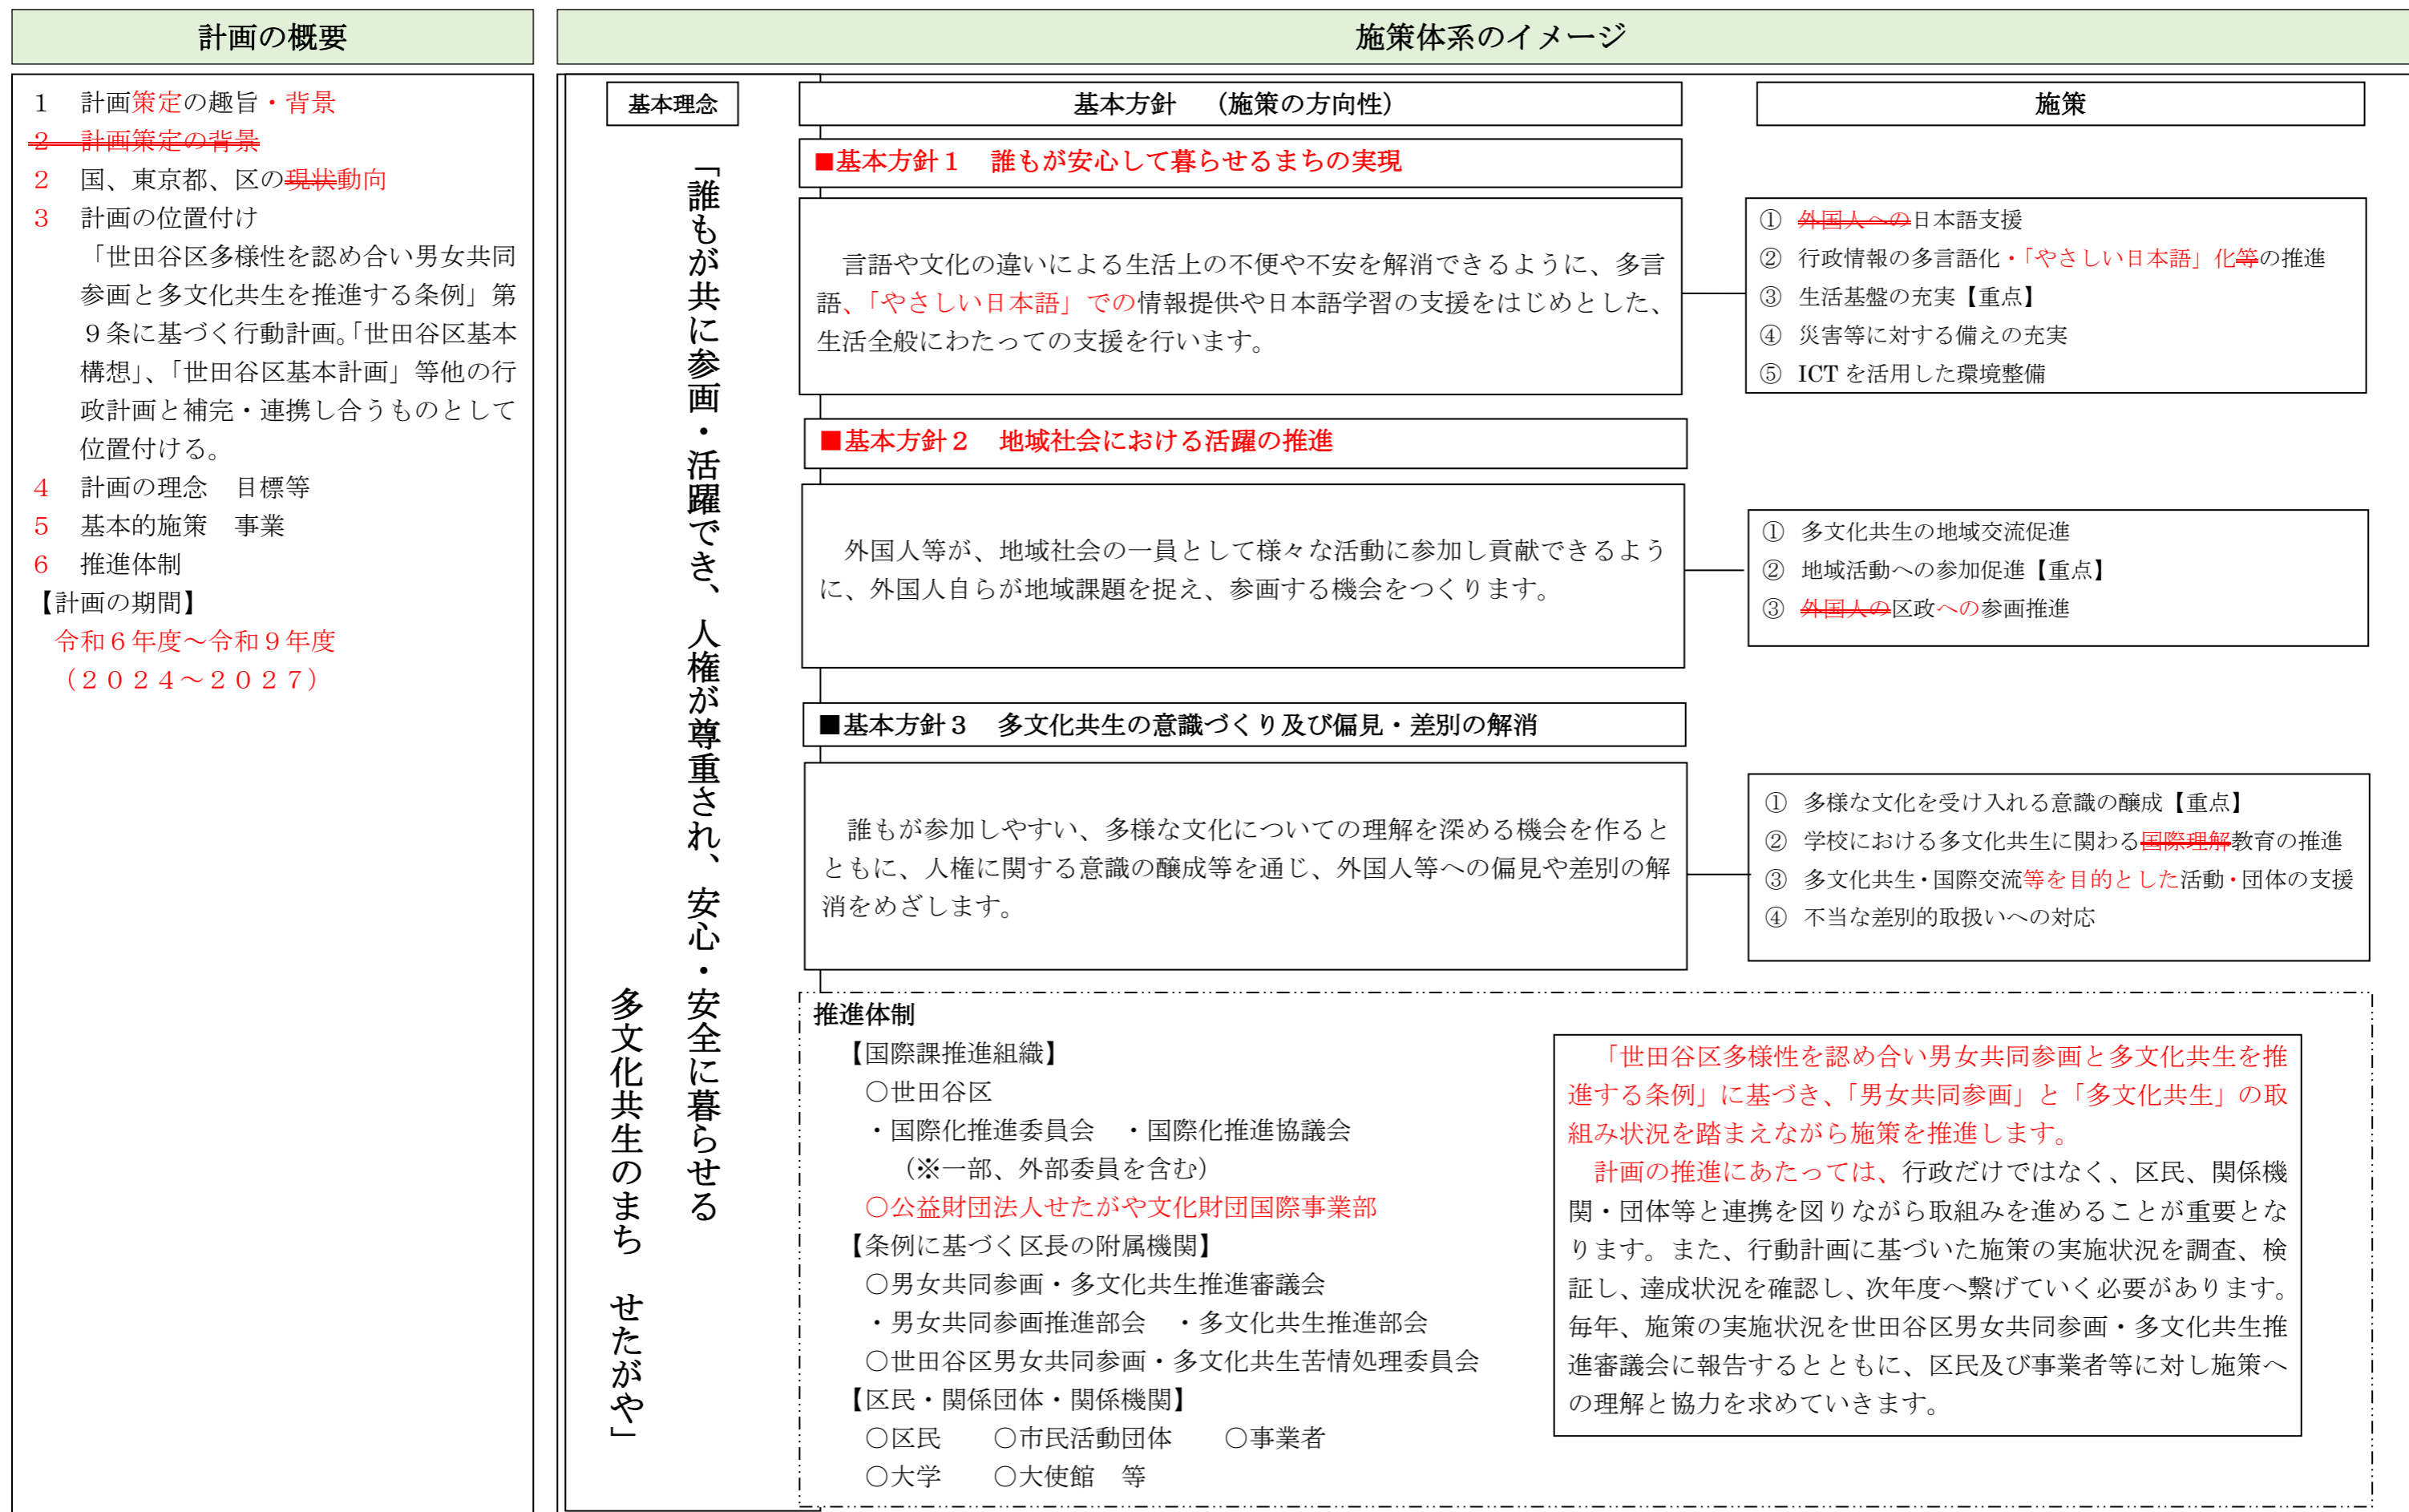 計画の概要
1　計画策定の趣旨・背景
2　計画策定の背景
2　国、東京都、区の現状動向
3　計画の位置付け
「世田谷区多様性を認め合い男女共同
参画と多文化共生を推進する条例」第
９条に基づく行動計画。「世田谷区基本
構想」、「世田谷区基本計画」等他の行
政計画と補完・連携し合うものとして
位置付ける。
4　計画の理念　目標等
5　基本的施策　事業
6　推進体制
【計画の期間】
令和６年度～令和９年度
（２０２４～２０２７）
施策体系のイメージ
基本理念
「誰もが共に参画・活躍でき、人権が尊重され、安心・安全に暮らせる
多文化共生のまち　せたがや」
基本方針　（施策の方向性）
施策
■基本方針１　誰もが安心して暮らせるまちの実現
言語や文化の違いによる生活上の不便や不安を解消できるように、多言
語、「やさしい日本語」での情報提供や日本語学習の支援をはじめとした、
生活全般にわたっての支援を行います。
①　外国人への日本語支援
②　行政情報の多言語化・「やさしい日本語」化等の推進
③　生活基盤の充実【重点】
④　災害等に対する備えの充実
⑤　ICT を活用した環境整備
■基本方針２　地域社会における活躍の推進
外国人等が、地域社会の一員として様々な活動に参加し貢献できるよう
に、外国人自らが地域課題を捉え、参画する機会をつくります。
①　多文化共生の地域交流促進
②　地域活動への参加促進【重点】
③　外国人の区政への参画推進
■基本方針３　多文化共生の意識づくり及び偏見・差別の解消
誰もが参加しやすい、多様な文化についての理解を深める機会を作ると
ともに、人権に関する意識の醸成等を通じ、外国人等への偏見や差別の解
消をめざします。
①　多様な文化を受け入れる意識の醸成【重点】
②　学校における多文化共生に関わる国際理解教育の推進
③　多文化共生・国際交流等を目的とした活動・団体の支援
④　不当な差別的取扱いへの対応
推進体制
【国際課推進組織】
○世田谷区
・国際化推進委員会　・国際化推進協議会
（※一部、外部委員を含む）
○公益財団法人せたがや文化財団国際事業部
【条例に基づく区長の附属機関】
○男女共同参画・多文化共生推進審議会
・男女共同参画推進部会　・多文化共生推進部会
○世田谷区男女共同参画・多文化共生苦情処理委員会
【区民・関係団体・関係機関】
○区民　　○市民活動団体　　○事業者
○大学　　○大使館　等
「世田谷区多様性を認め合い男女共同参画と多文化共生を推
進する条例」に基づき、「男女共同参画」と「多文化共生」の取
組み状況を踏まえながら施策を推進します。
計画の推進にあたっては、行政だけではなく、区民、関係機
関・団体等と連携を図りながら取組みを進めることが重要とな
ります。また、行動計画に基づいた施策の実施状況を調査、検
証し、達成状況を確認し、次年度へ繋げていく必要があります。
毎年、施策の実施状況を世田谷区男女共同参画・多文化共生推
進審議会に報告するとともに、区民及び事業者等に対し施策へ
の理解と協力を求めていきます。